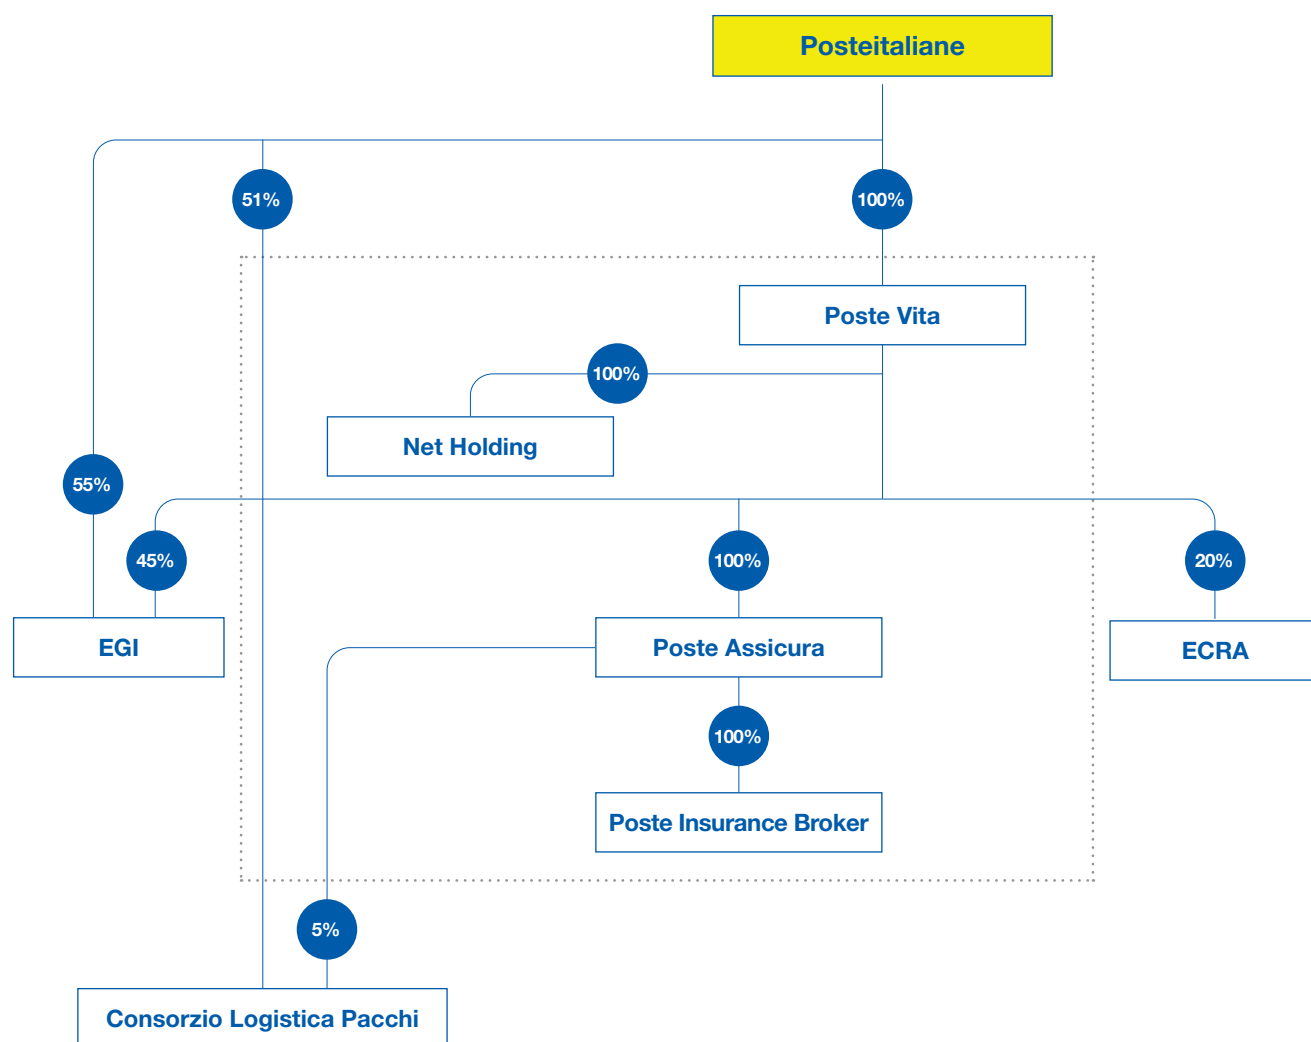 Posteitaliane
51%
100%
Poste Vita
100%
Net Holding
55%
45%
100%
20%
EGI
Poste Assicura
ECRA
100%
Poste Insurance Broker
5%
Consorzio Logistica Pacchi